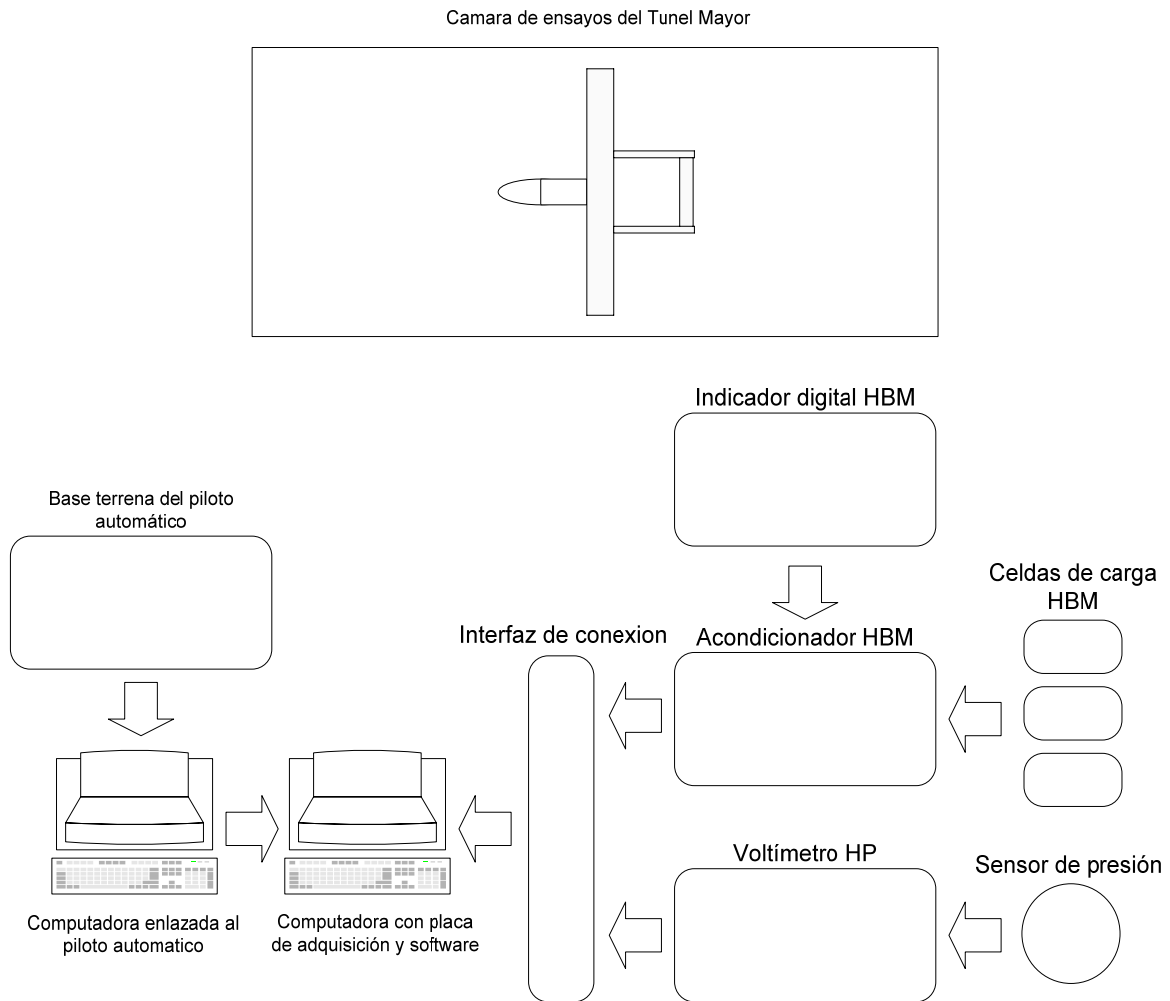 Camara de ensayos del Tunel Mayor
Indicador digital HBM
Base terrena del piloto
automático
Celdas de carga
HBM
Interfaz de conexion
Acondicionador HBM
Voltímetro HP
Sensor de presión
Computadora enlazada al
piloto automatico
Computadora con placa
de adquisición y software